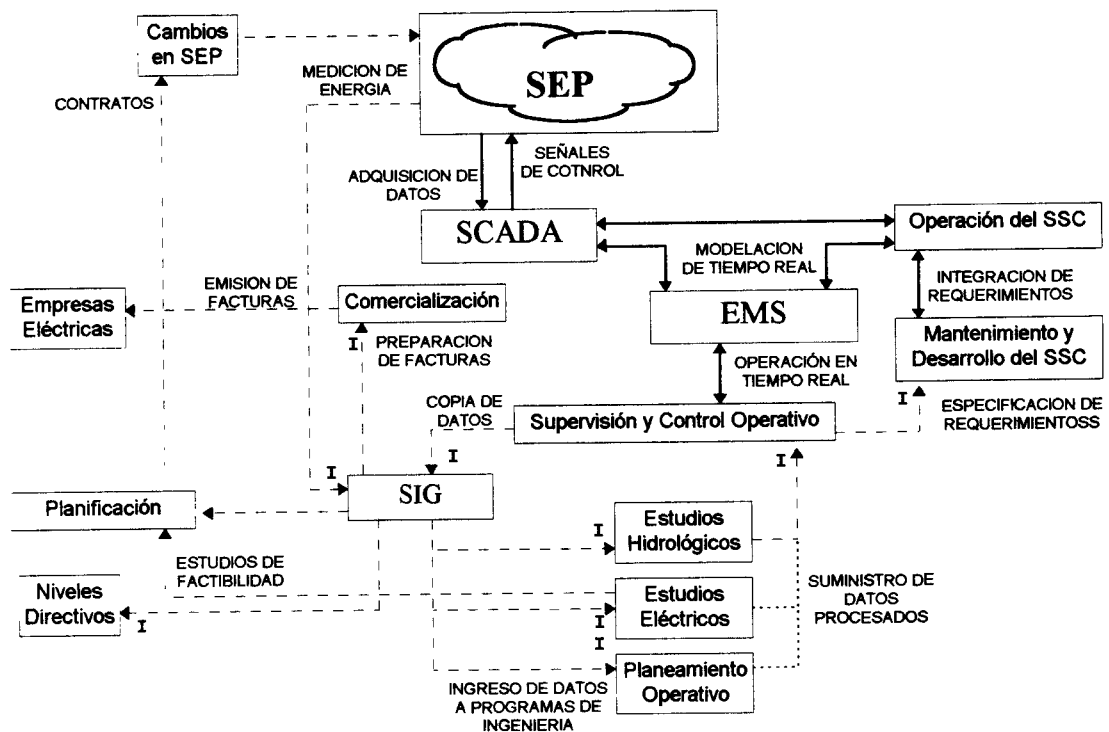 Cambios
en SEP
MEDICION DE
ENERGIA
SEP
CONTRATOS
ADQUISICION DE
DATOS
SEÑALES
DE COTNROL
SCADA
Operación del SSC
MODELACION
DE TIEMPO REAL
INTEGRACION DE
REQUERIMIENTOS
Empresas
Eléctricas
EMISION DE
FACTURAS
Comercialización
EMS
Mantenimiento y
Desarrollo del SSC
I
PREPARACION
DE FACTURAS
OPERACIÓN EN
TIEMPO REAL
COPIA DE
DATOS
Supervisión y Control Operativo
I
ESPECIFICACION DE
REQUERIMIENTOSS
I
I
I
SIG
Planificación
I
Estudios
Hidrológicos
ESTUDIOS DE
FACTIBILIDAD
Niveles
Directivos
I
Estudios
Eléctricos
I
I
SUMINISTRO DE
DATOS
PROCESADOS
Planeamiento
Operativo
INGRESO DE DATOS
A PROGRAMAS DE
INGENIERIA